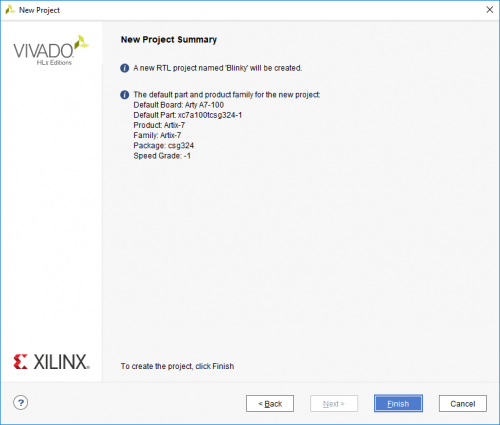 New Project
VIVADO
HLx Editions
New Project Summary
A new RTL project named 'Blinky' will be created.
The default part and product family for the new project:
Default Board: Arty A7-100
Default Part: xc7a100tcsg324-1
Product: Artix-7
Family: Artix-7
Package: csg324
Speed Grade: -1
XILINX
To create the project, click Finish
?
< Back
Next >
Finish
Cancel